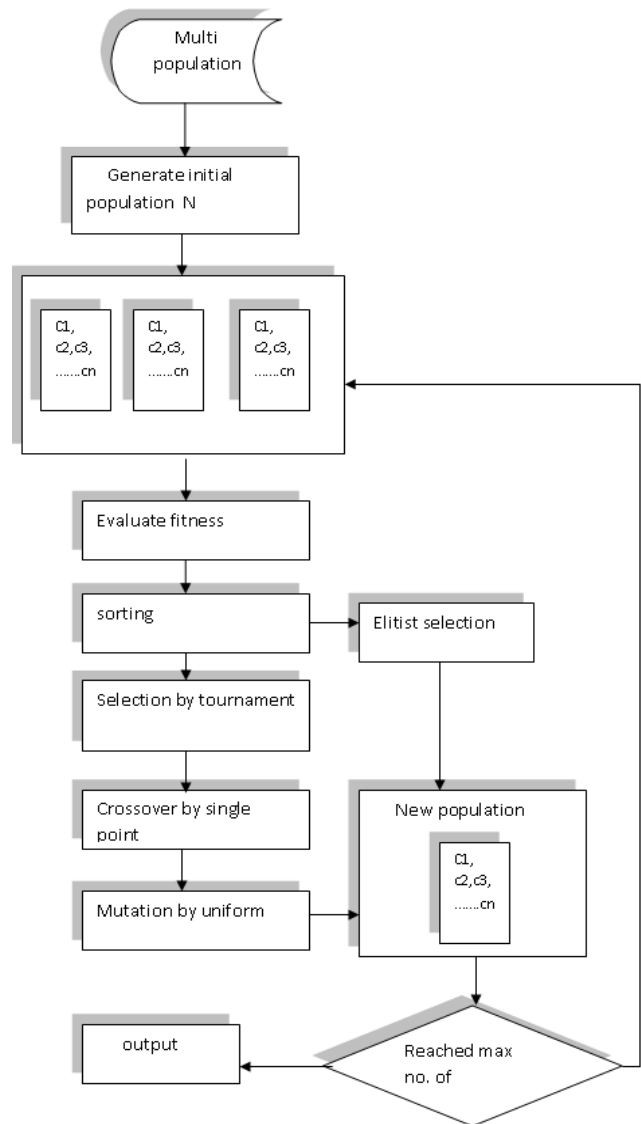 Multi
population
Generate initial
population N
C1,
c2,c3,
.......cn
C1,
c2,c3,
.......cn
C1,
c2,c3,
.......cn
Evaluate fitness
sorting
Elitist selection
Selection by tournament
Crossover by single
point
New population
C1,
c2,c3,
.......cn
Mutation by uniform
output
Reached max
no. of